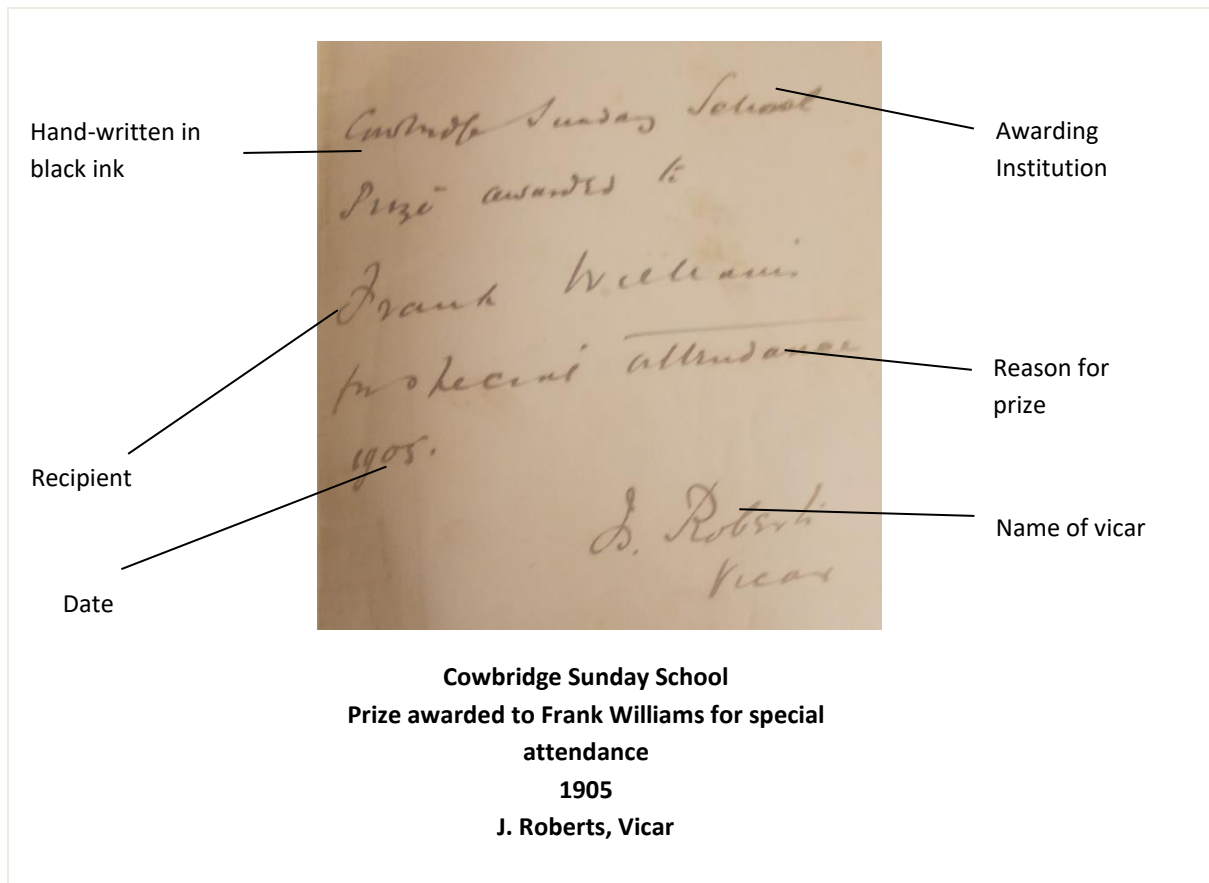 Hand-written in
black ink
Awarding
Institution
Cowbridge Sunday School
Prize awarded to
Frank Williams
for special attendance
1905.
Reason for
prize
Recipient
Name of vicar
Date
J. Roberts
Vicar
Cowbridge Sunday School
Prize awarded to Frank Williams for special
attendance
1905
J. Roberts, Vicar